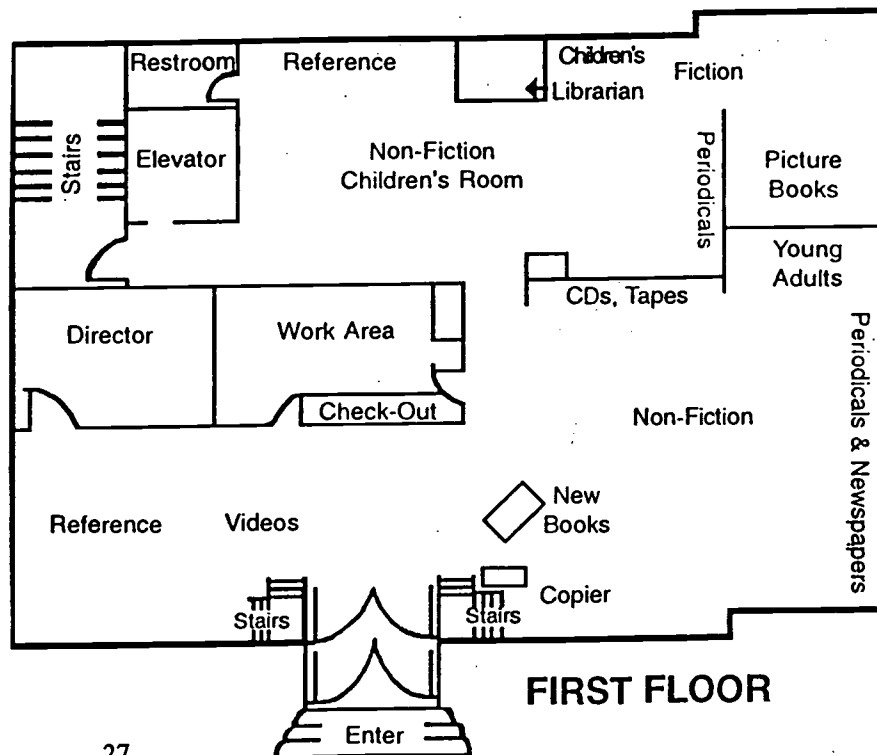 Restroom
Reference
Children's
Librarian
Fiction
Stairs
Elevator
Non-Fiction
Children's Room
Periodicals
Picture
Books
Young
Adults
CDs, Tapes
Director
Work Area
Check-Out
Non-Fiction
Periodicals & Newspapers
Reference
Videos
New
Books
Copier
Stairs
Stairs
FIRST FLOOR
Enter
27